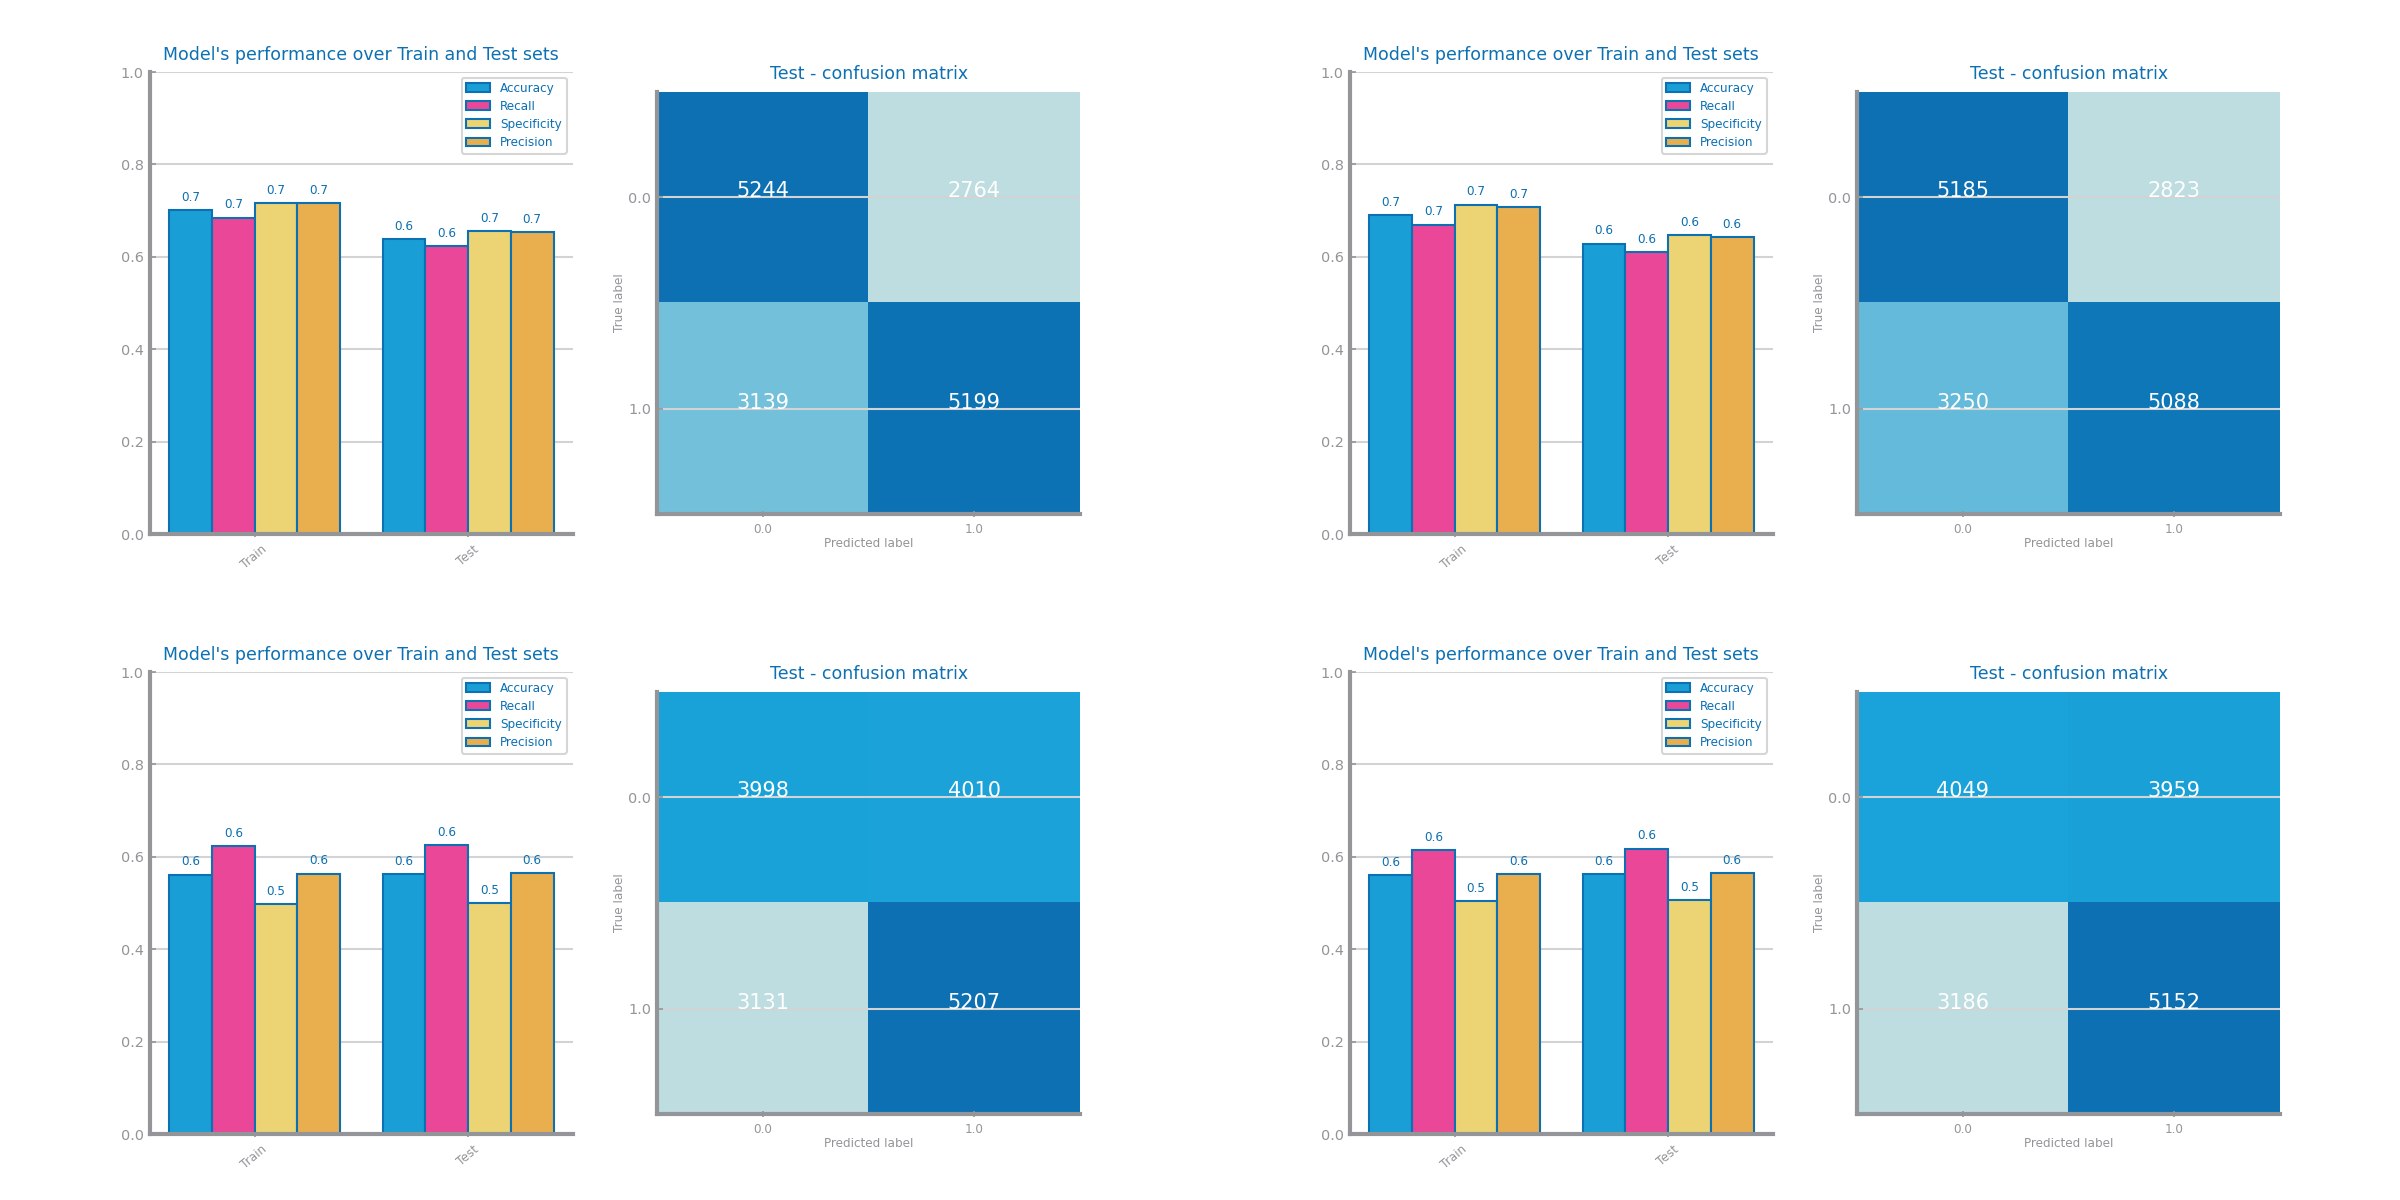 Model's performance over Train and Test sets
1.0
0.8
0.6
0.4
0.2
0.0
Accuracy
Recall
Specificity
Precision
0.7
0.7
0.7
0.7
0.6
0.6
0.7
0.7
Train
Test
Test - confusion matrix
5244
2764
3139
5199
0.0
1.0
True label
0.0
1.0
Predicted label
Model's performance over Train and Test sets
1.0
0.8
0.6
0.4
0.2
0.0
Accuracy
Recall
Specificity
Precision
0.7
0.7
0.7
0.7
0.6
0.6
0.6
0.6
Train
Test
Test - confusion matrix
5185
2823
3250
5088
0.0
1.0
True label
0.0
1.0
Predicted label
Model's performance over Train and Test sets
1.0
0.8
0.6
0.4
0.2
0.0
Accuracy
Recall
Specificity
Precision
0.6
0.6
0.5
0.6
0.6
0.6
0.5
0.6
Train
Test
Test - confusion matrix
3998
4010
3131
5207
0.0
1.0
True label
0.0
1.0
Predicted label
Model's performance over Train and Test sets
1.0
0.8
0.6
0.4
0.2
0.0
Accuracy
Recall
Specificity
Precision
0.6
0.6
0.5
0.6
0.6
0.6
0.5
0.6
Train
Test
Test - confusion matrix
4049
3959
3186
5152
0.0
1.0
True label
0.0
1.0
Predicted label